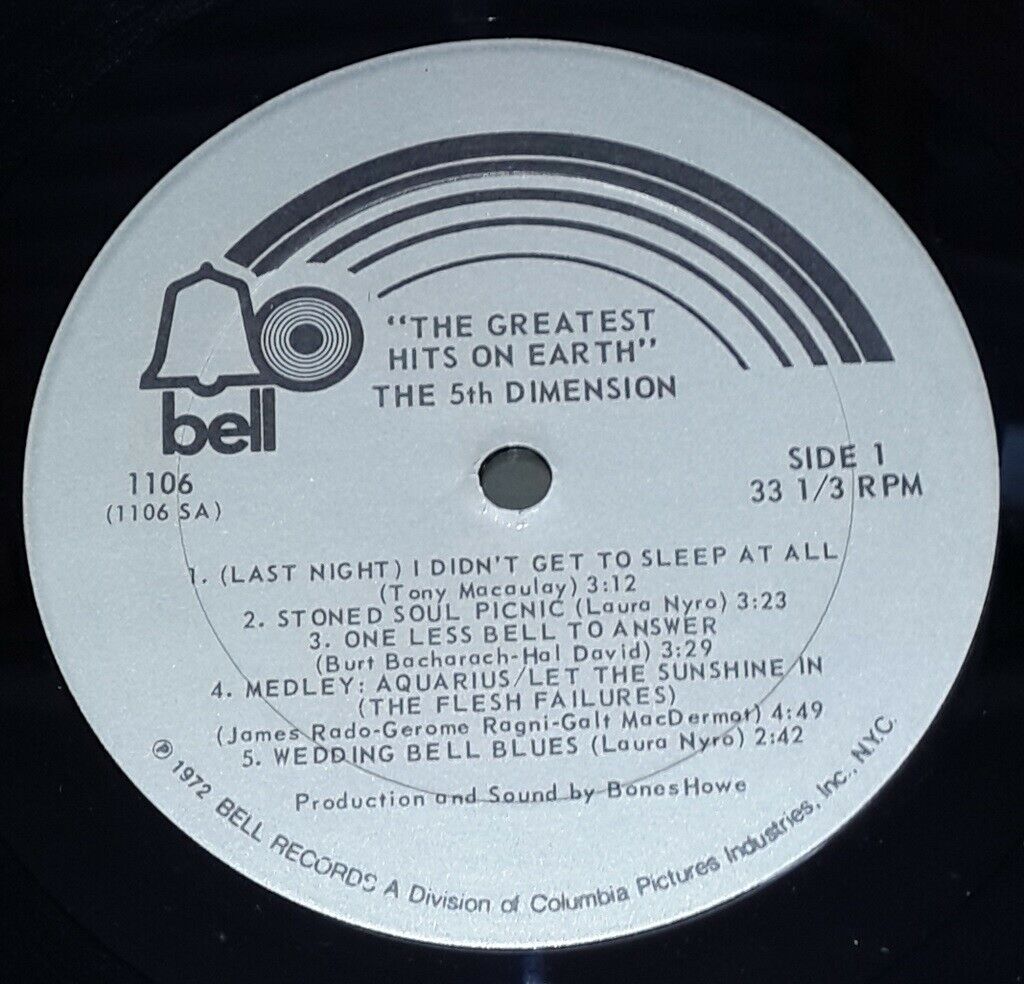 "THE GREATEST
HITS ON EARTH"
THE 5th DIMENSION
bell
1106
(1106 SA)
SIDE 1
33 1/3 RPM
1. (LAST NIGHT) I DIDN'T GET TO SLEEP AT ALL
(Tony Macaulay) 3:12
2. STONED SOUL PICNIC (Laura Nyro) 3:23
3. ONE LESS BELL TO ANSWER
(Burt Bacharach-Hal David) 3:29
4. MEDLEY: AQUARIUS/LET THE SUNSHINE IN
(THE FLESH FAILURES)
(James Rado-Gerome Ragni-Galt MacDermot) 4:49
5. WEDDING BELL BLUES (Laura Nyro) 2:42
Production and Sound by Bones Howe
℗ 1972 BELL RECORDS A Division of Columbia Pictures Industries, Inc., N.Y.C.